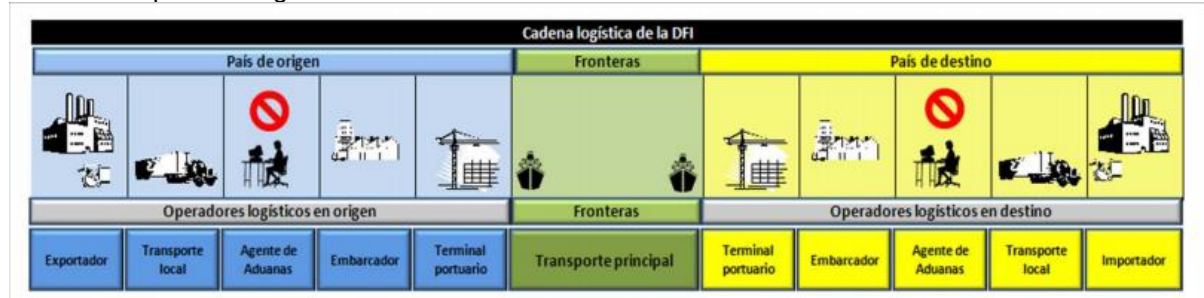 Cadena logística de la DFI
País de origen
Fronteras
País de destino
Operadores logísticos en origen
Fronteras
Operadores logísticos en destino
Exportador
Transporte
local
Agente de
Aduanas
Embarcador
Terminal
portuario
Transporte principal
Terminal
portuario
Embarcador
Agente de
Aduanas
Transporte
local
Importador